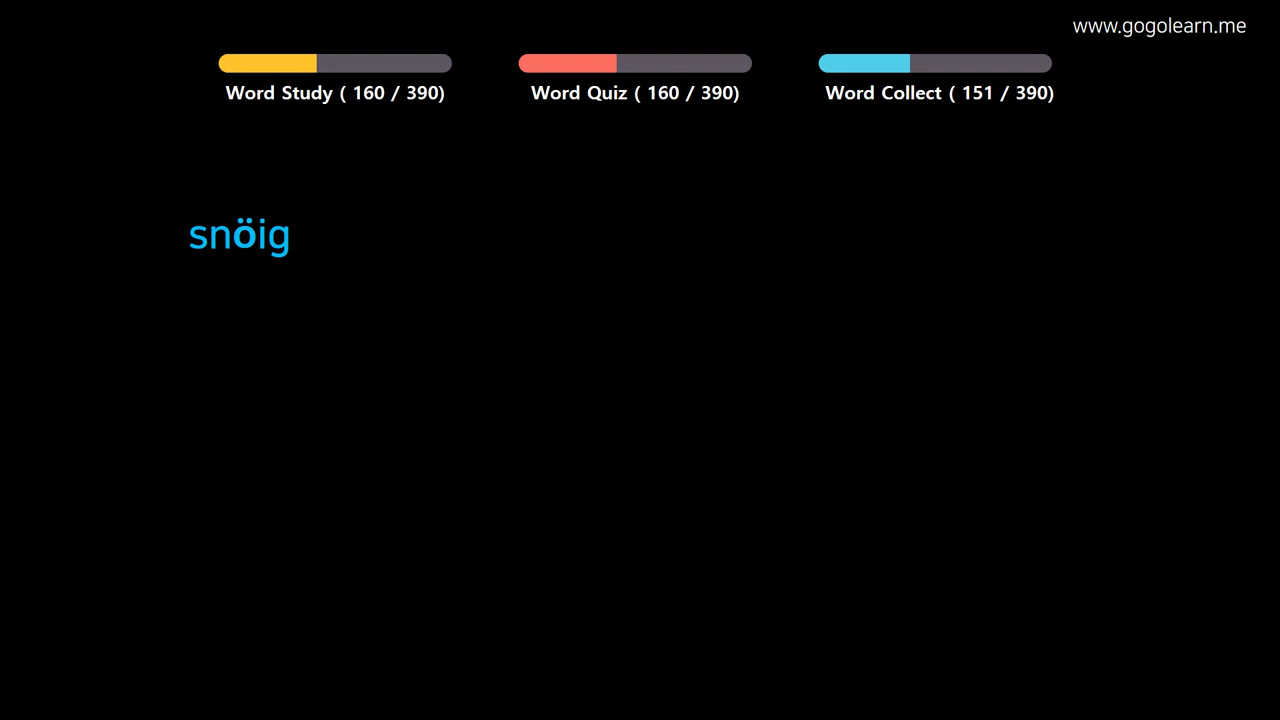 www.gogolearn.me
Word Study ( 160 / 390)
Word Quiz ( 160 / 390)
Word Collect ( 151 / 390)
snöig